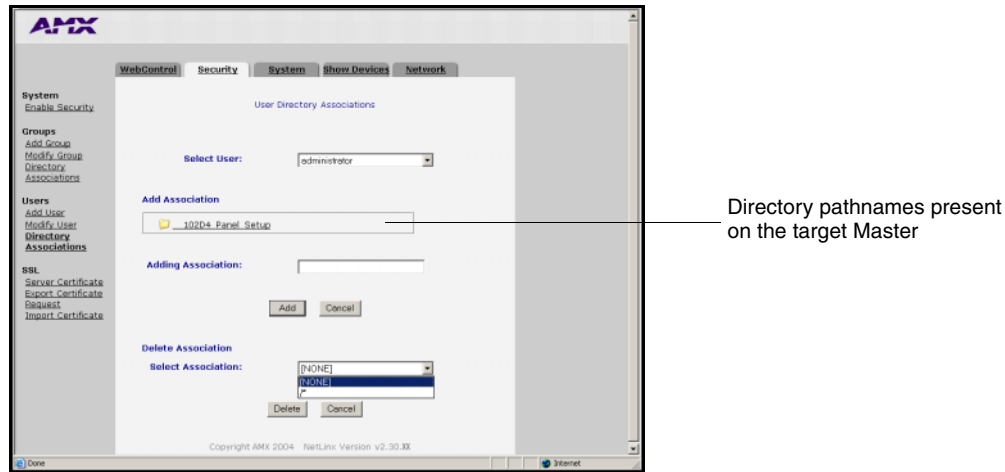 AMX
WebControl Security System Show Devices Network
System
Enable Security
Groups
Add Group
Modify Group
Directory
Associations
Users
Add User
Modify User
Directory
Associations
SSL
Server Certificate
Export Certificate
Request
Import Certificate
User Directory Associations
Select User: administrator
Add Association
__102D4_Panel_Setup
Adding Association:
Add Cancel
Delete Association
Select Association: [NONE]
[NONE]
/*
Delete Cancel
Copyright AMX 2004 NetLinx Version v2.30.XX
Done Internet
Directory pathnames present
on the target Master